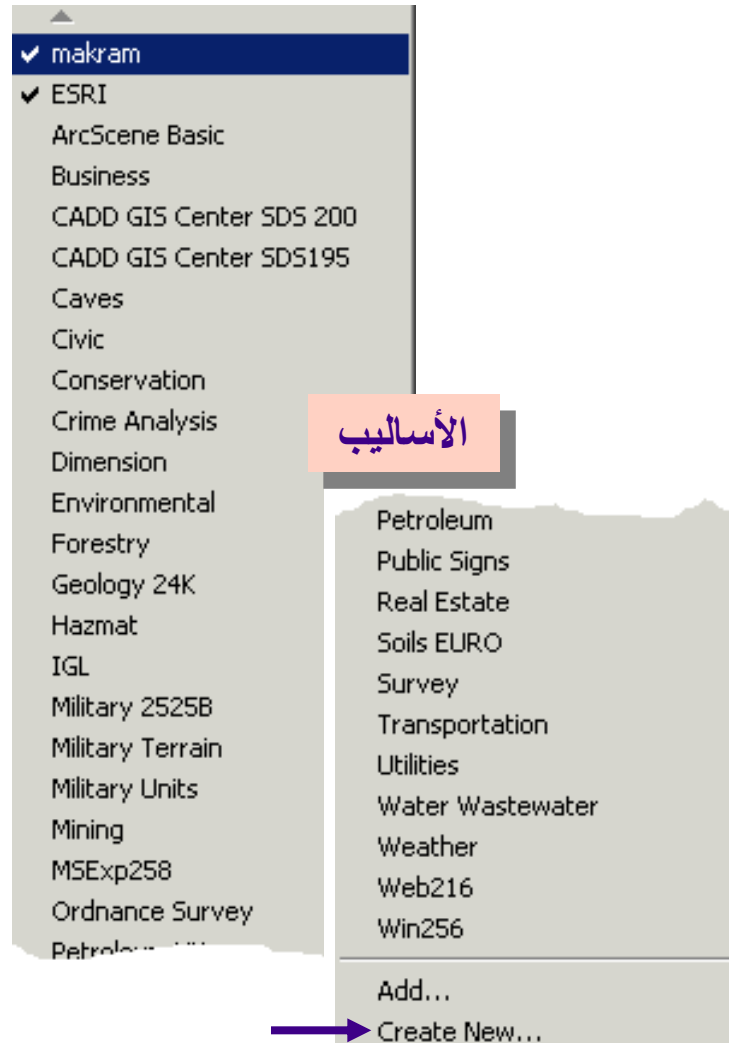 makram
ESRI
ArcScene Basic
Business
CADD GIS Center SDS 200
CADD GIS Center SDS195
Caves
Civic
Conservation
Crime Analysis
Dimension
Environmental
Forestry
Geology 24K
Hazmat
IGL
Military 2525B
Military Terrain
Military Units
Mining
MSExp258
Ordnance Survey
الأساليب
Petroleum
Public Signs
Real Estate
Soils EURO
Survey
Transportation
Utilities
Water Wastewater
Weather
Web216
Win256
Add...
Create New...